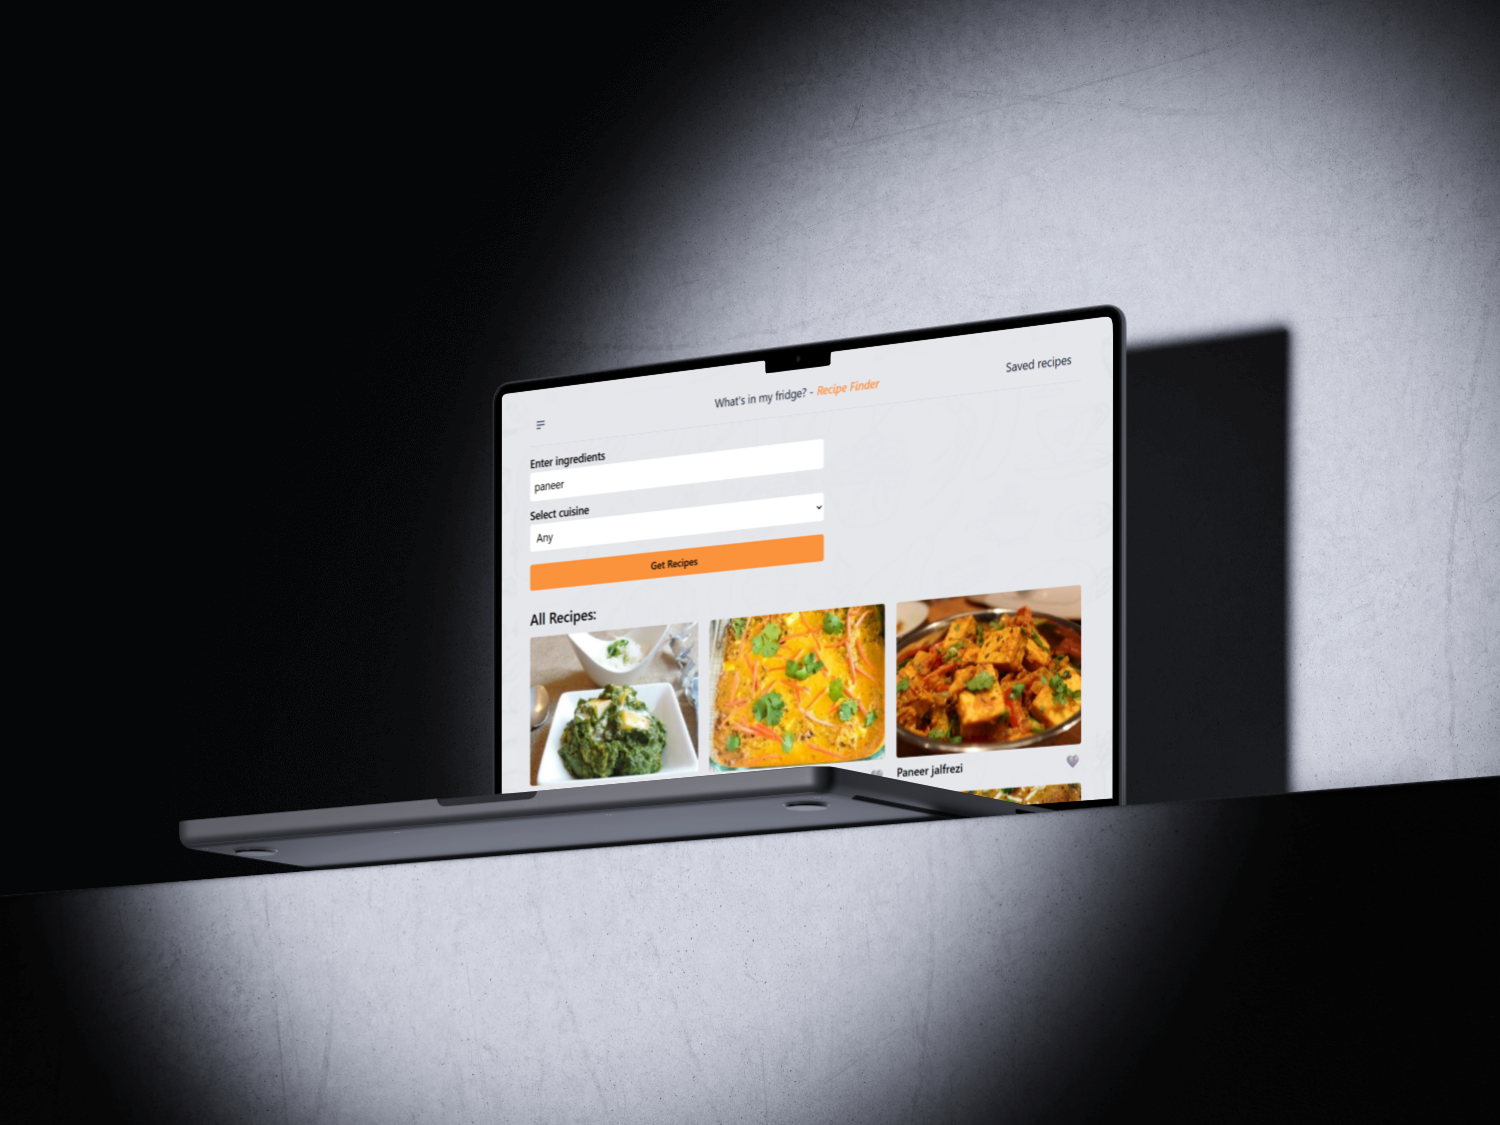 What's in my fridge? - Recipe Finder
Saved recipes
Enter ingredients
paneer
Select cuisine
Any
Get Recipes
All Recipes:
Paneer jalfrezi